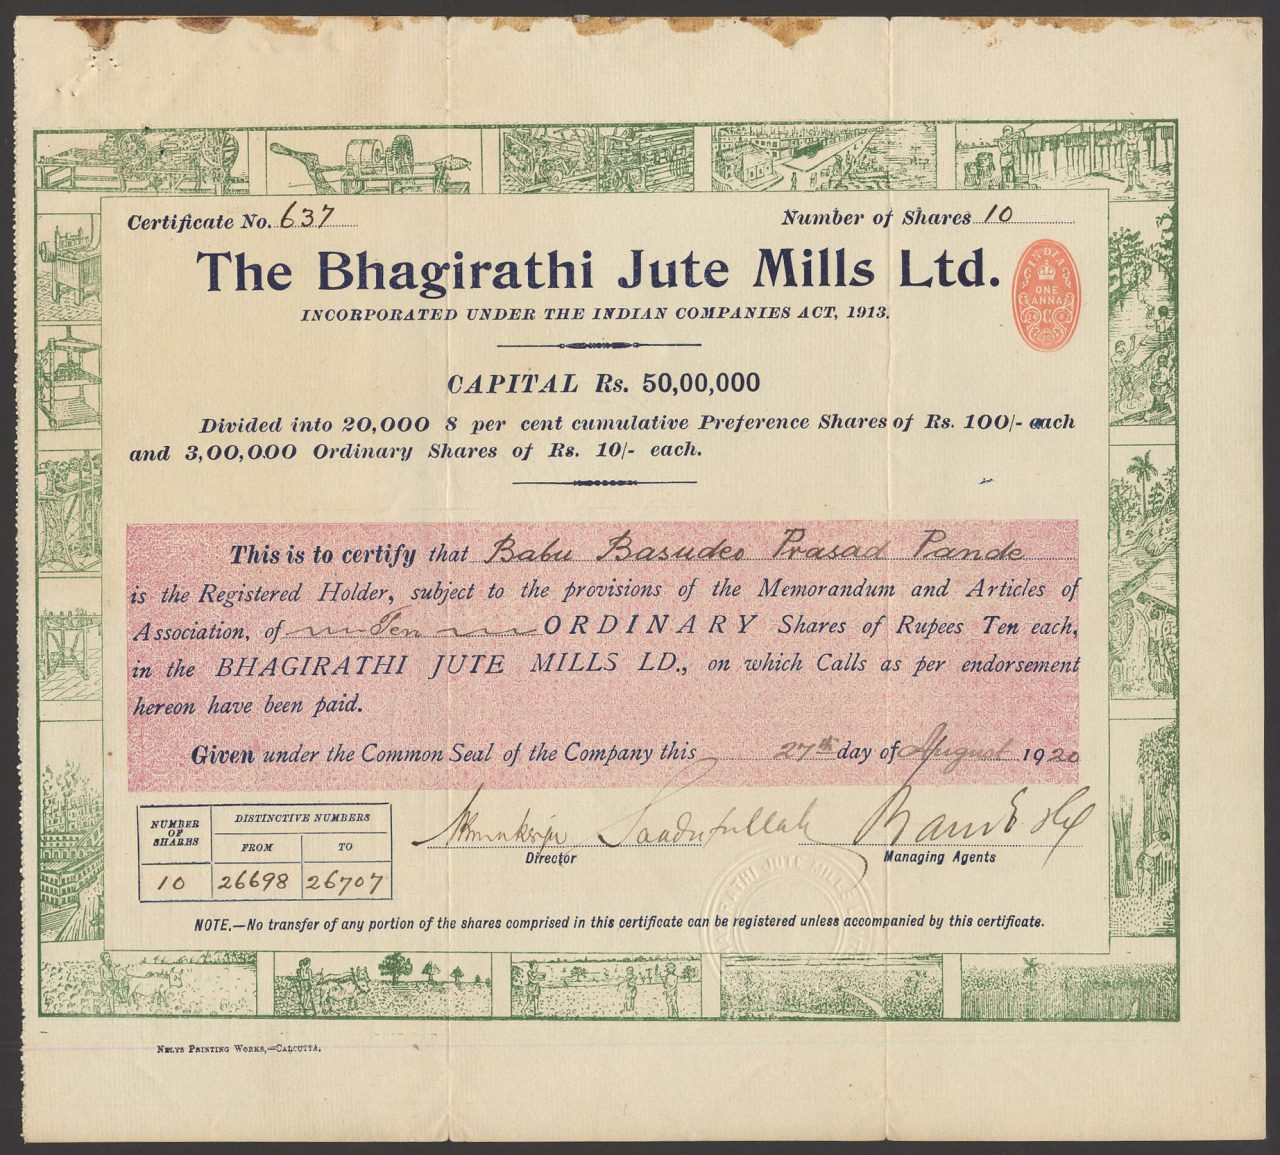 Certificate No. 637
Number of Shares 10
The Bhagirathi Jute Mills Ltd.
INDIA
ONE
ANNA
INCORPORATED UNDER THE INDIAN COMPANIES ACT, 1913.
CAPITAL Rs. 50,00,000
Divided into 20,000 8 per cent cumulative Preference Shares of Rs. 100/- each
and 3,00,000 Ordinary Shares of Rs. 10/- each.
This is to certify that Babu Basudeo Prasad Pande
is the Registered Holder, subject to the provisions of the Memorandum and Articles of
Association, of Ten ORDINARY Shares of Rupees Ten each,
in the BHAGIRATHI JUTE MILLS LD., on which Calls as per endorsement
hereon have been paid.
Given under the Common Seal of the Company this 27th day of August 1920
NUMBER OF SHARES
DISTINCTIVE NUMBERS
FROM TO
10 26698 26707
Saadutullah
Director
Managing Agents
JUTE MILLS
NOTE.—No transfer of any portion of the shares comprised in this certificate can be registered unless accompanied by this certificate.
NELYS PRINTING WORKS,—CALCUTTA.